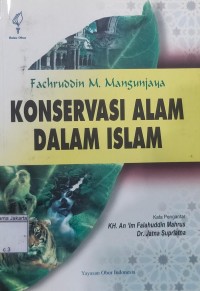 Fachruddin M. Mangunjaya
KONSERVASI ALAM
DALAM ISLAM
Kata Pengantar
KH. An 'im Falahuddin Mahrus
Dr. Jatna Supriatna
Yayasan Obor Indonesia